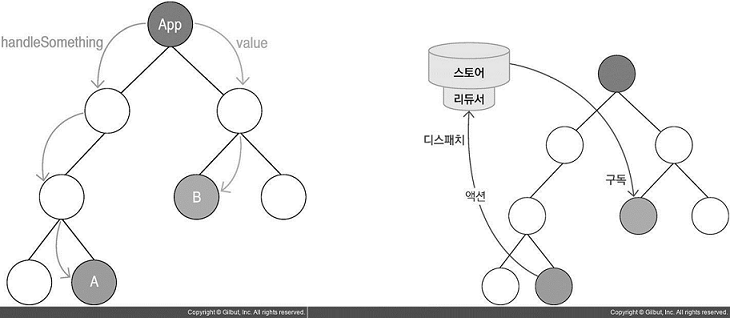 App
handleSomething
value
B
A
Copyright © Gilbut, Inc. All rights reserved.
스토어
리듀서
디스패치
구독
액션
Copyright © Gilbut, Inc. All rights reserved.